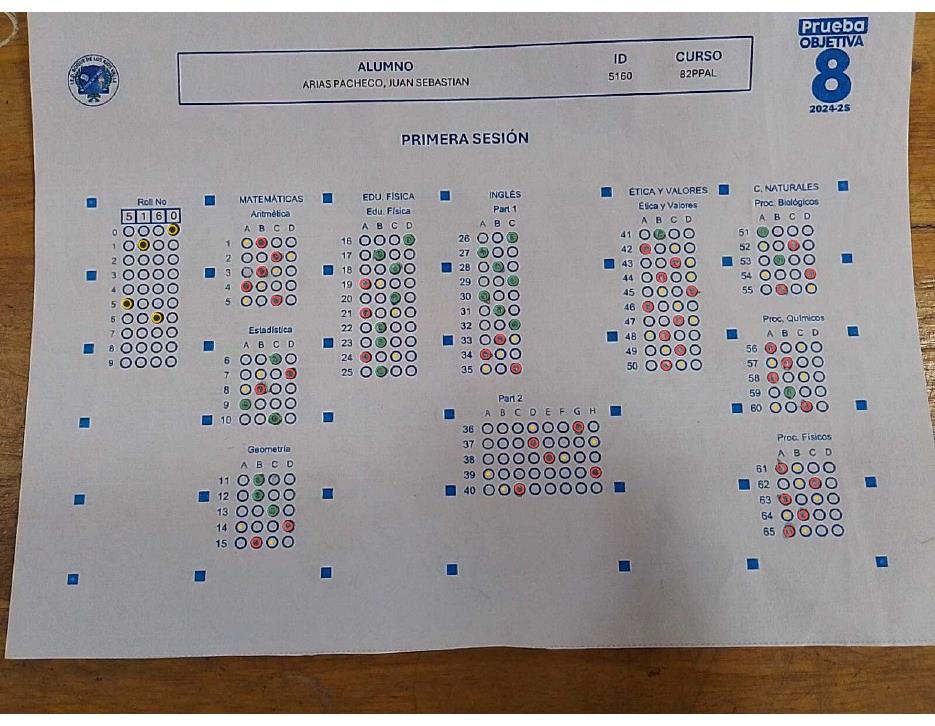 Prueba
OBJETIVA
8
2024-2S
ALUMNO ID CURSO
ARIAS PACHECO, JUAN SEBASTIAN 5160 82PPAL
PRIMERA SESIÓN
Roll No
5 1 6 0
0
1
2
3
4
5
6
7
8
9
MATEMÁTICAS
Aritmética
A B C D
1
2
3
4
5
Estadística
A B C D
6
7
8
9
10
Geometría
A B C D
11
12
13
14
15
EDU. FÍSICA
Edu. Física
A B C D
16
17
18
19
20
21
22
23
24
25
INGLÉS
Part 1
A B C
26
27
28
29
30
31
32
33
34
35
Part 2
A B C D E F G H
36
37
38
39
40
ÉTICA Y VALORES
Ética y Valores
A B C D
41
42
43
44
45
46
47
48
49
50
C. NATURALES
Proc. Biológicos
A B C D
51
52
53
54
55
Proc. Químicos
A B C D
56
57
58
59
60
Proc. Físicos
A B C D
61
62
63
64
65